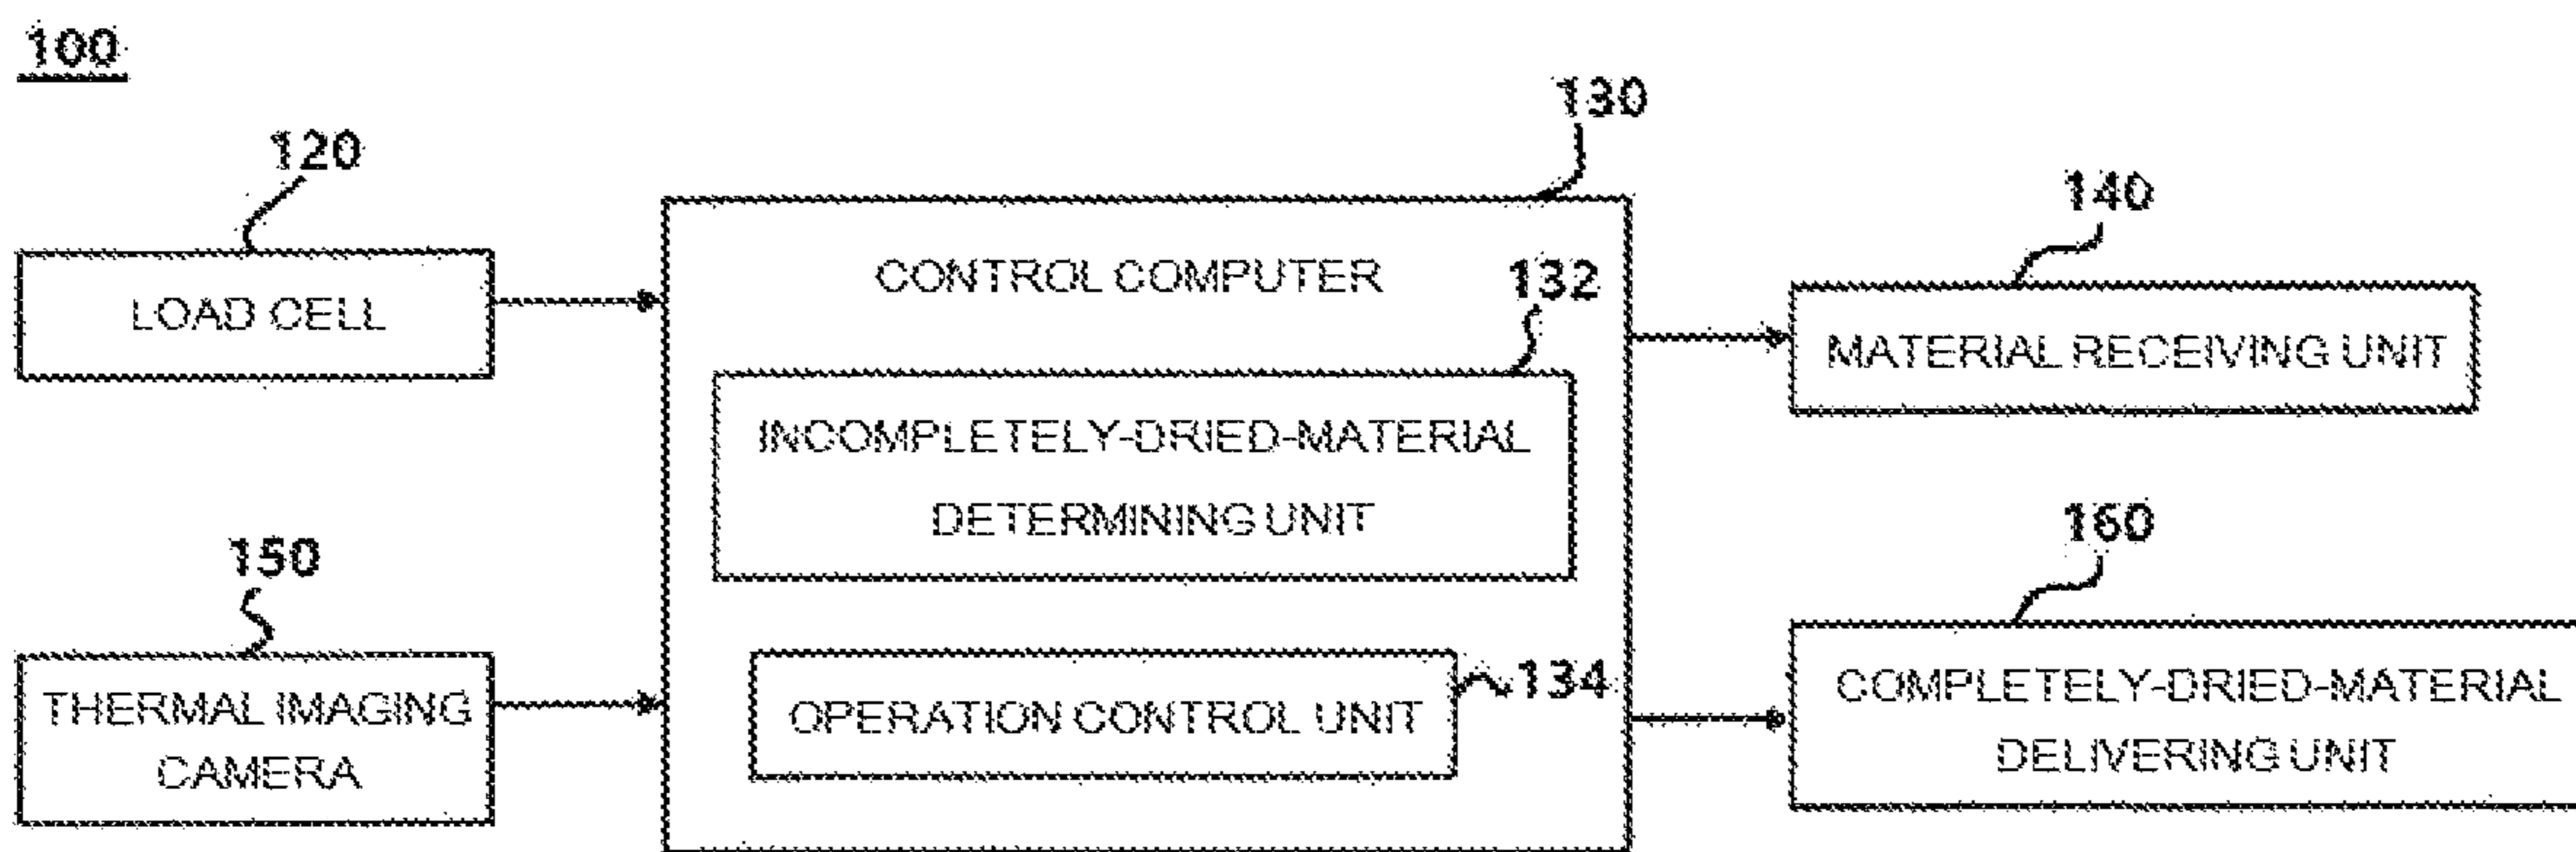 100
130
120
140
LOAD CELL
CONTROL COMPUTER
132
MATERIAL RECEIVING UNIT
INCOMPLETELY-DRIED-MATERIAL
DETERMINING UNIT
150
160
THERMAL IMAGING
CAMERA
OPERATION CONTROL UNIT
134
COMPLETELY-DRIED-MATERIAL
DELIVERING UNIT